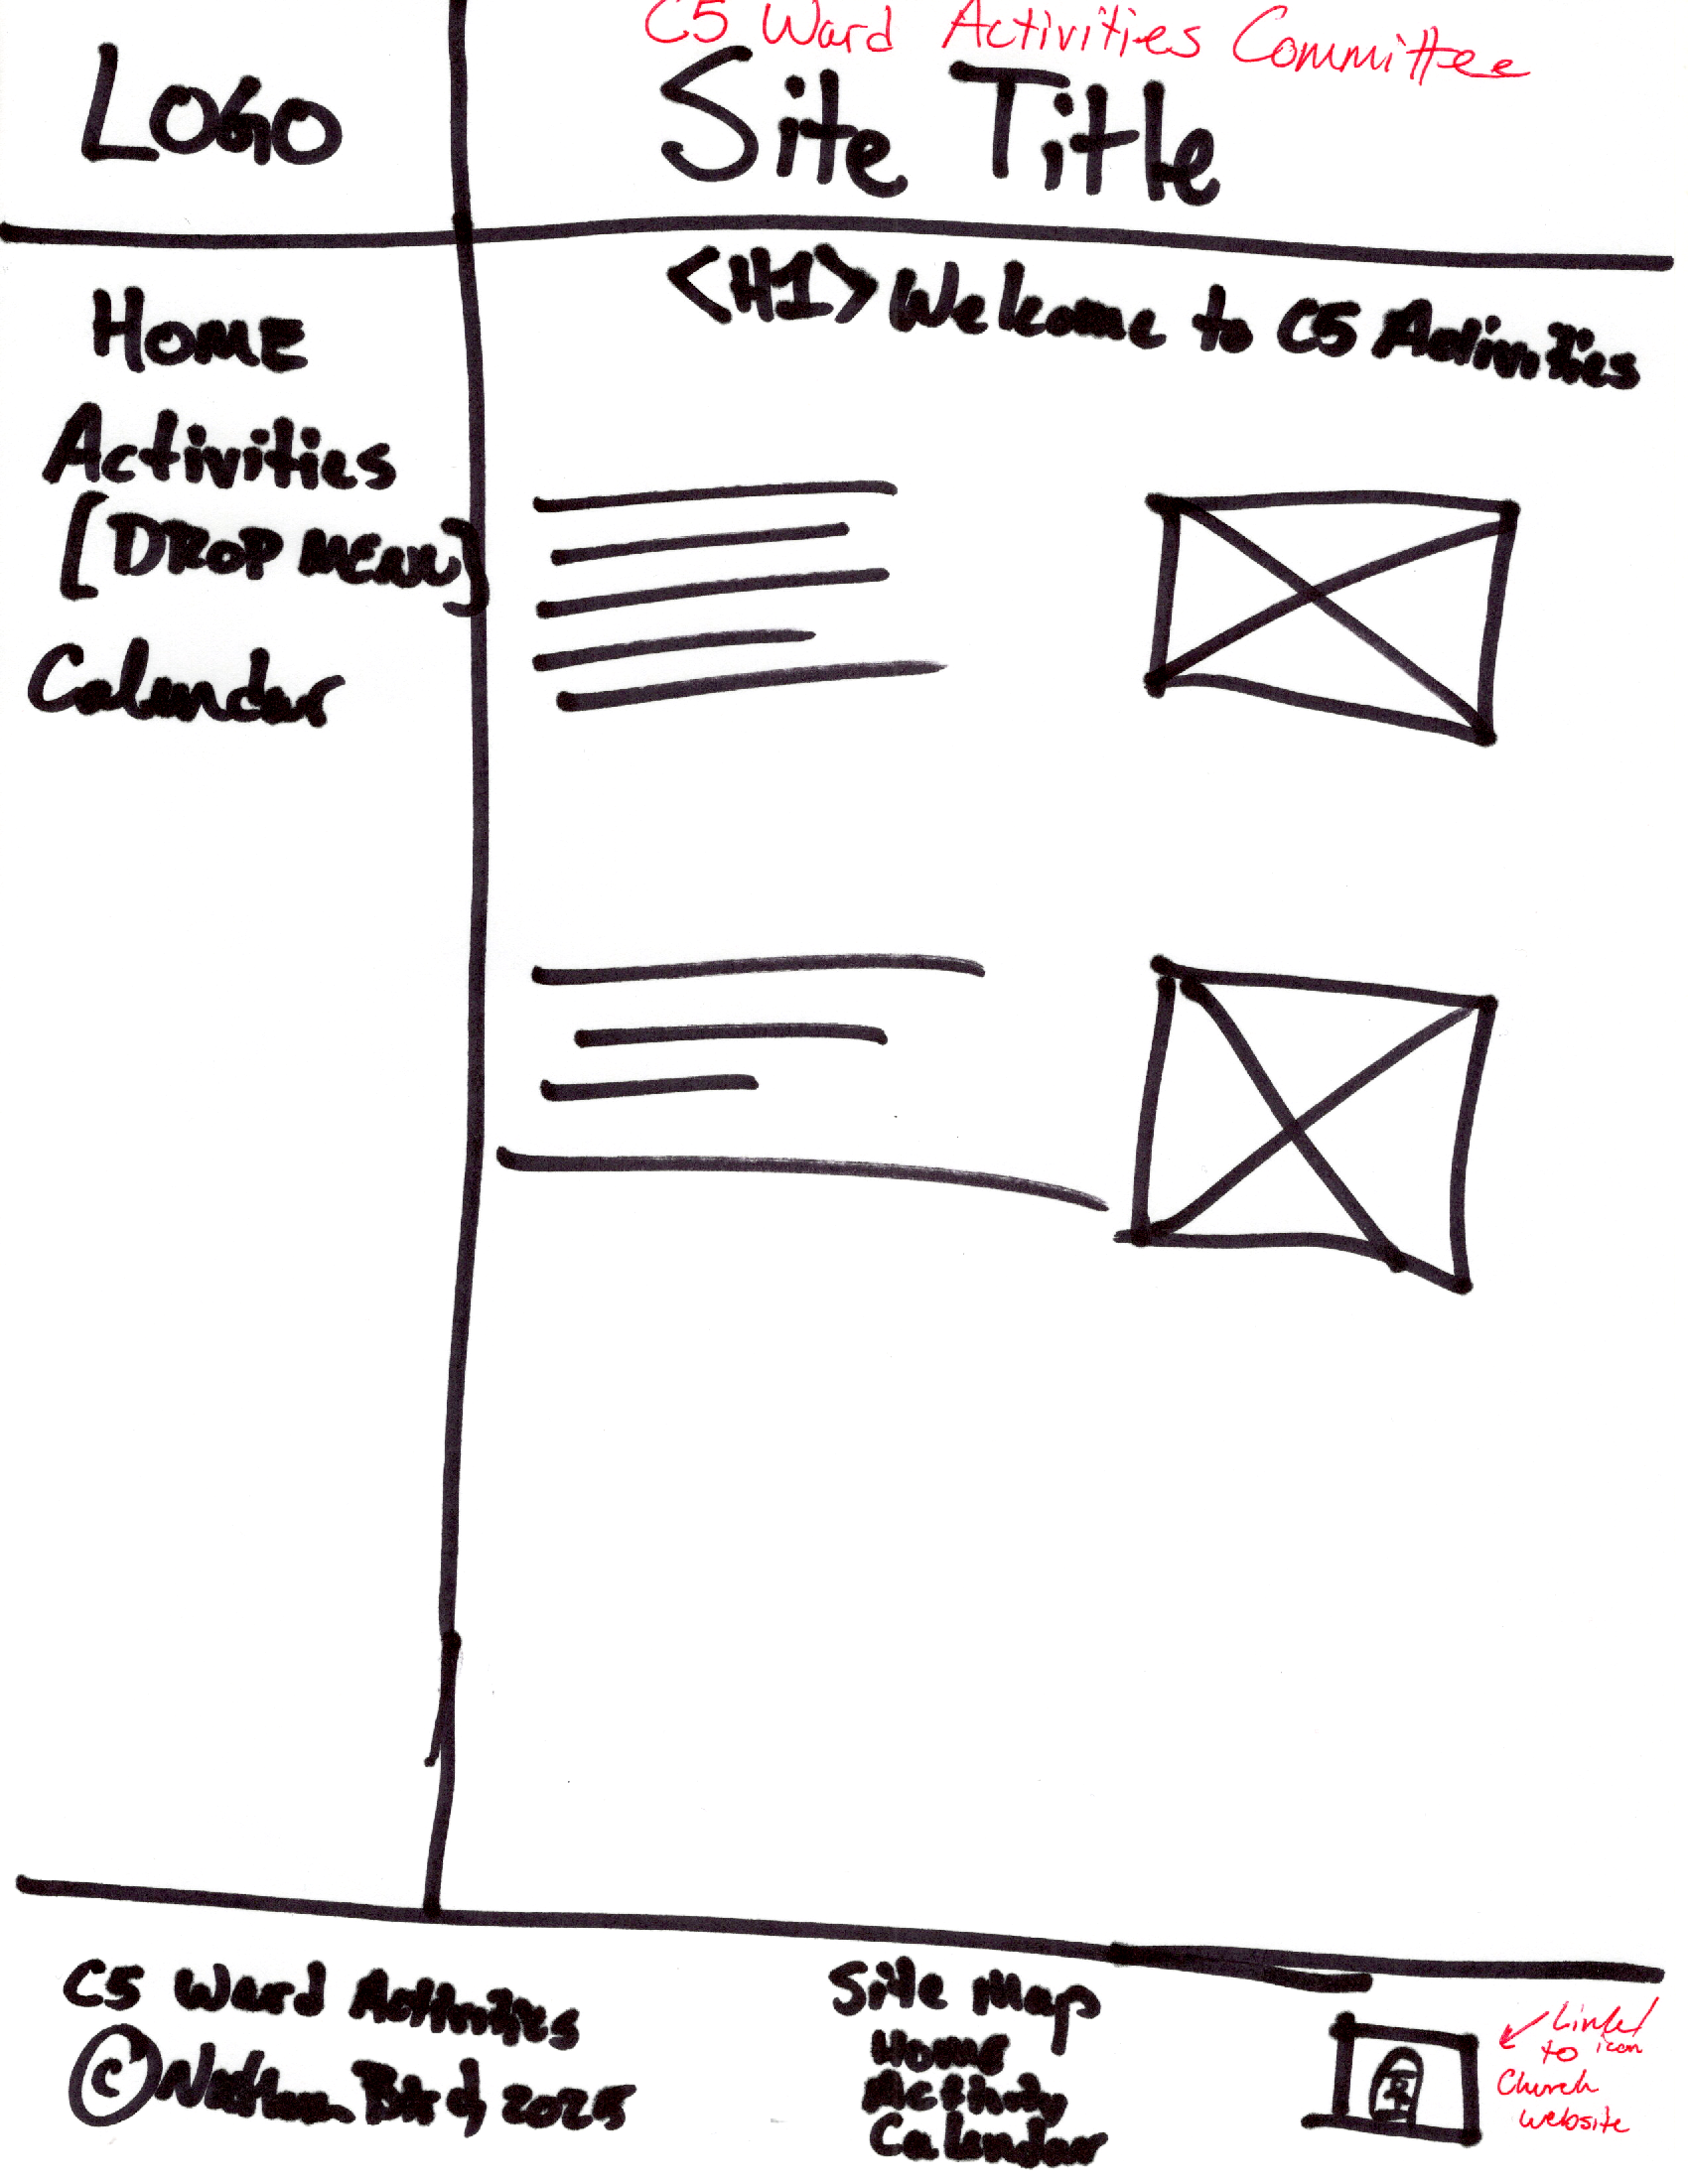 C5 Ward Activities Committee
LOGO
Site Title
<H1> Welcome to C5 Activities
HOME
Activities
[DROP MENU]
Calendar
C5 Ward Activities
© Nathan 2025
Site Map
Home
Activity
Calendar
Linked
to icon
Church
website